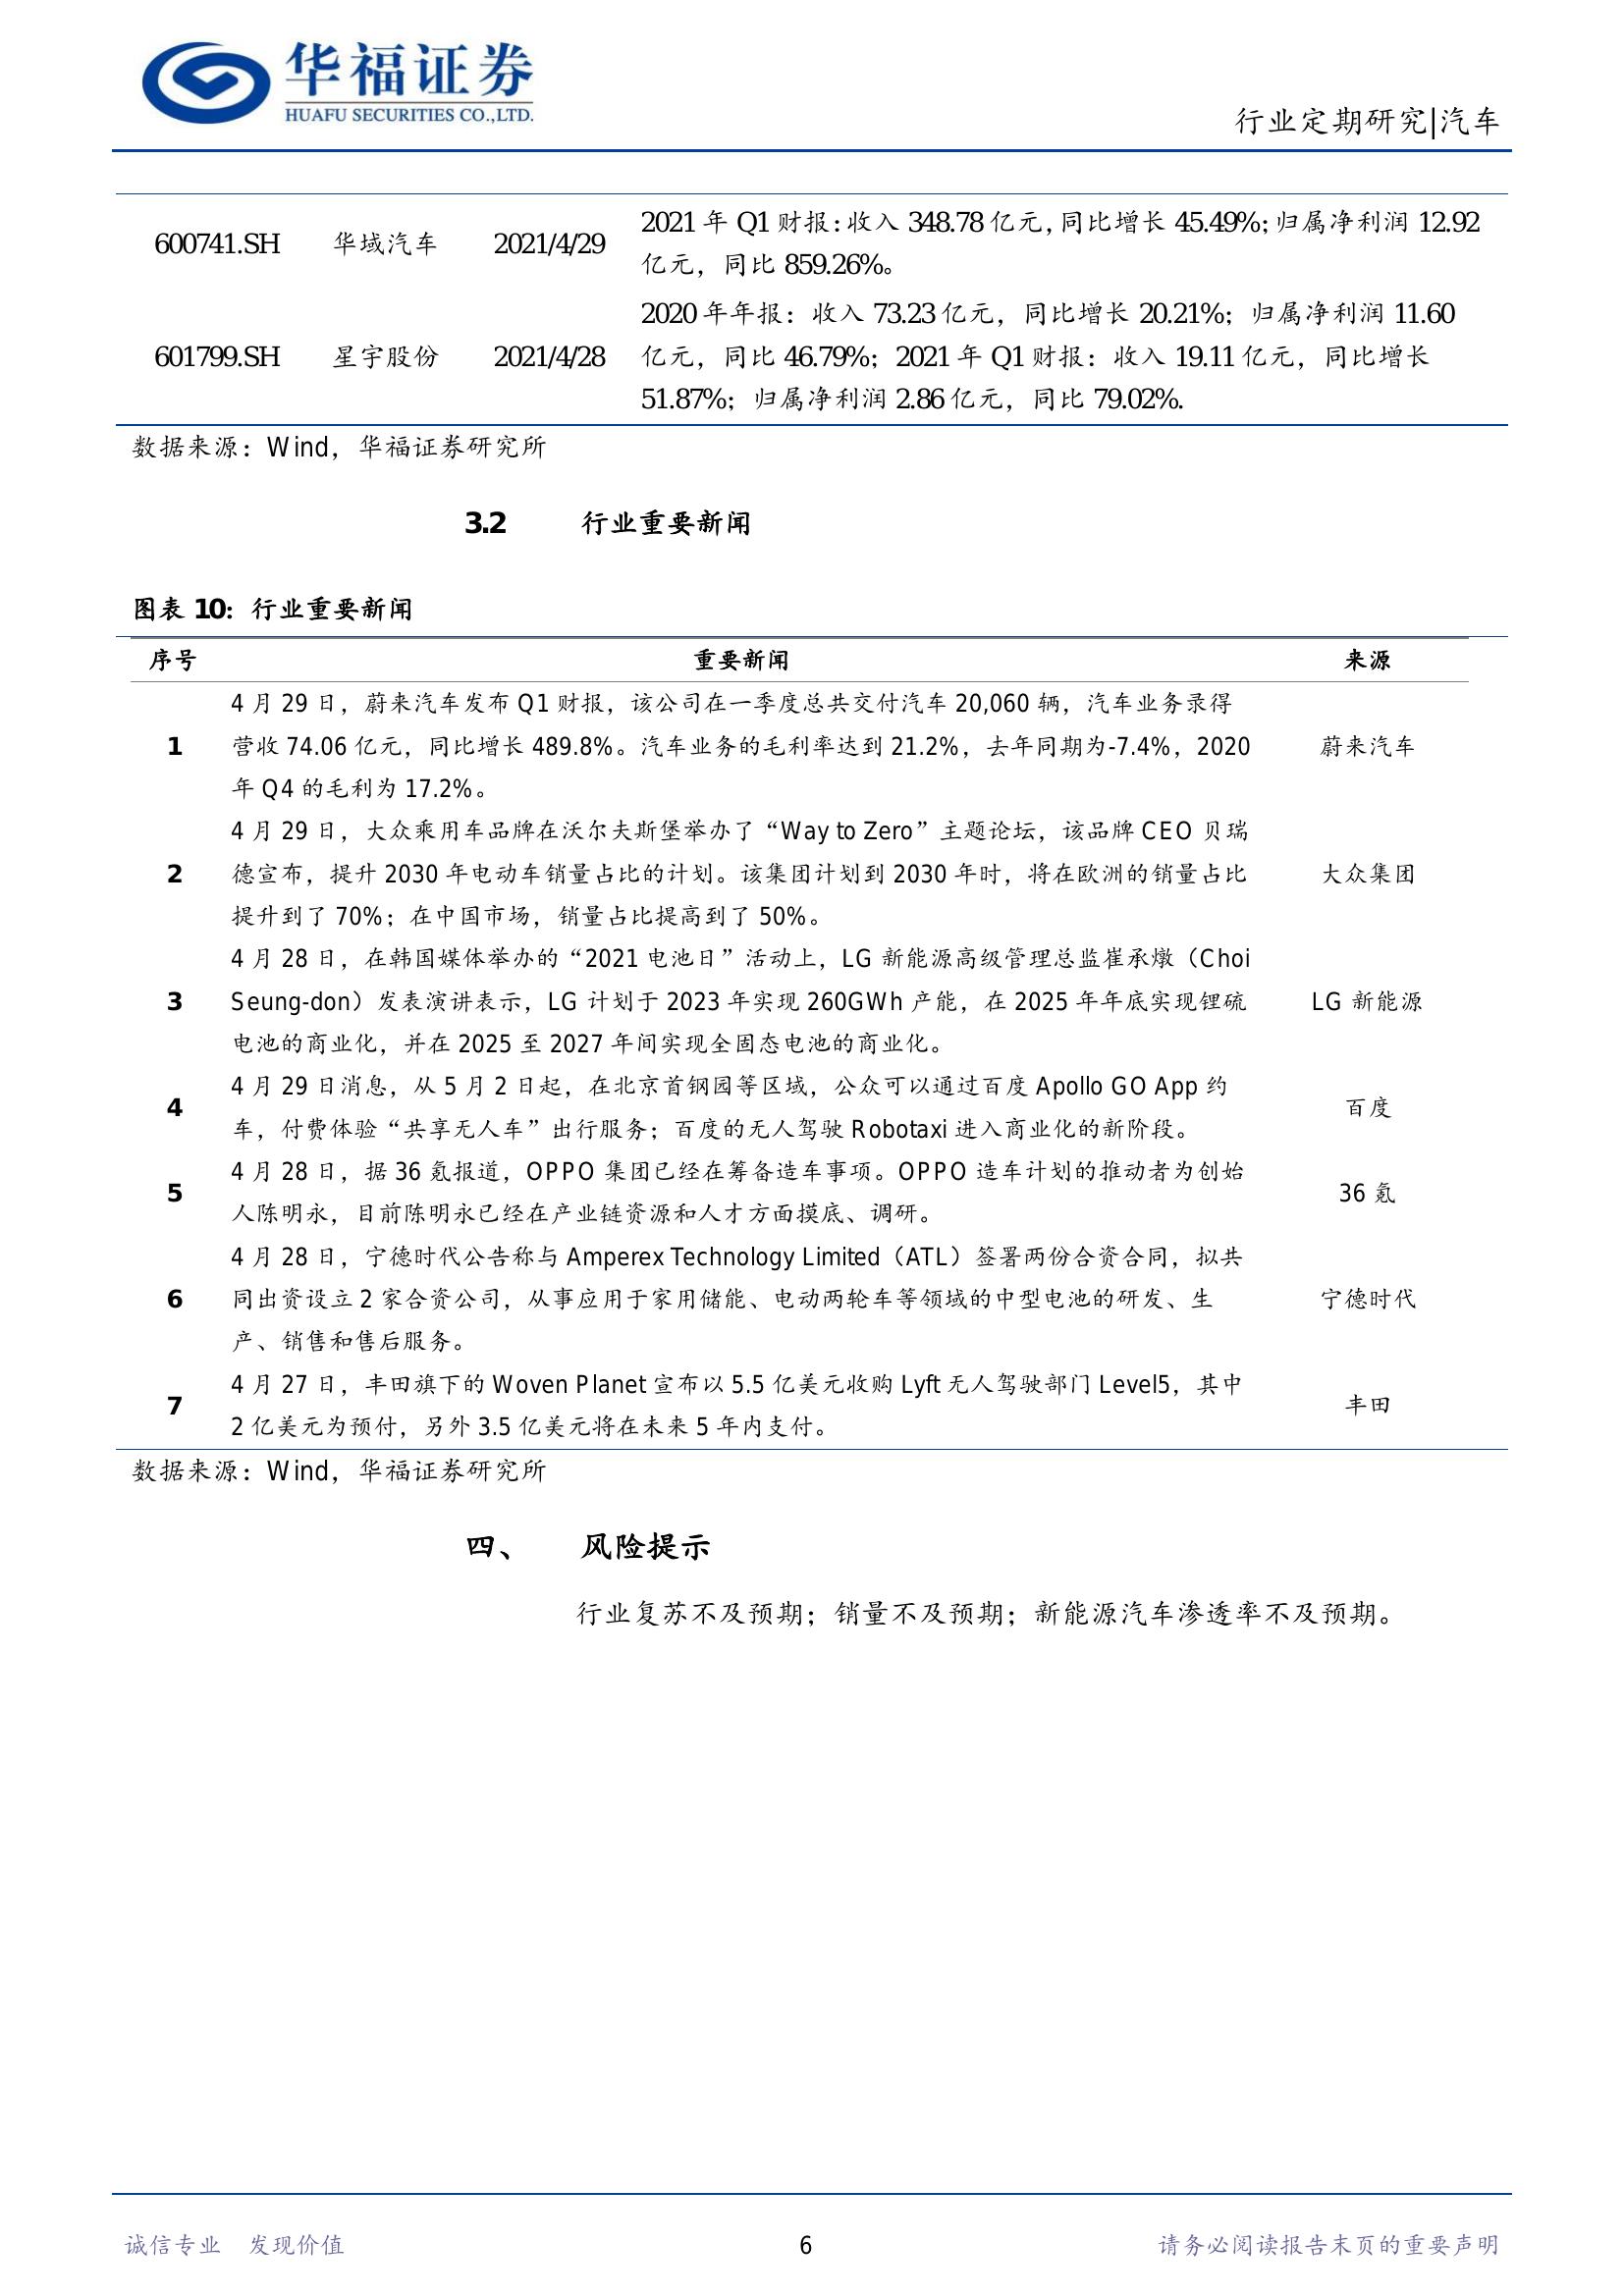 华福证券
HUAFU SECURITIES CO.,LTD.
行业定期研究|汽车
600741.SH 华域汽车 2021/4/29 2021 年 Q1 财报：收入 348.78 亿元，同比增长 45.49%；归属净利润 12.92
亿元，同比 859.26%。
2020 年年报：收入 73.23 亿元，同比增长 20.21%；归属净利润 11.60
601799.SH 星宇股份 2021/4/28 亿元，同比 46.79%；2021 年 Q1 财报：收入 19.11 亿元，同比增长
51.87%；归属净利润 2.86 亿元，同比 79.02%.
数据来源：Wind，华福证券研究所
3.2 行业重要新闻
图表 10：行业重要新闻
序号 重要新闻 来源
4 月 29 日，蔚来汽车发布 Q1 财报，该公司在一季度总共交付汽车 20,060 辆，汽车业务录得
1 营收 74.06 亿元，同比增长 489.8%。汽车业务的毛利率达到 21.2%，去年同期为-7.4%，2020 蔚来汽车
年 Q4 的毛利为 17.2%。
4 月 29 日，大众乘用车品牌在沃尔夫斯堡举办了“Way to Zero”主题论坛，该品牌 CEO 贝瑞
2 德宣布，提升 2030 年电动车销量占比的计划。该集团计划到 2030 年时，将在欧洲的销量占比 大众集团
提升到了 70%；在中国市场，销量占比提高到了 50%。
4 月 28 日，在韩国媒体举办的“2021 电池日”活动上，LG 新能源高级管理总监崔承燉（Choi
3 Seung-don）发表演讲表示，LG 计划于 2023 年实现 260GWh 产能，在 2025 年年底实现锂硫 LG 新能源
电池的商业化，并在 2025 至 2027 年间实现全固态电池的商业化。
4 月 29 日消息，从 5 月 2 日起，在北京首钢园等区域，公众可以通过百度 Apollo GO App 约
4 车，付费体验“共享无人车”出行服务；百度的无人驾驶 Robotaxi 进入商业化的新阶段。 百度
4 月 28 日，据 36 氪报道，OPPO 集团已经在筹备造车事项。OPPO 造车计划的推动者为创始
5 人陈明永，目前陈明永已经在产业链资源和人才方面摸底、调研。 36 氪
4 月 28 日，宁德时代公告称与 Amperex Technology Limited（ATL）签署两份合资合同，拟共
6 同出资设立 2 家合资公司，从事应用于家用储能、电动两轮车等领域的中型电池的研发、生 宁德时代
产、销售和售后服务。
4 月 27 日，丰田旗下的 Woven Planet 宣布以 5.5 亿美元收购 Lyft 无人驾驶部门 Level5，其中
7 2 亿美元为预付，另外 3.5 亿美元将在未来 5 年内支付。 丰田
数据来源：Wind，华福证券研究所
四、 风险提示
行业复苏不及预期；销量不及预期；新能源汽车渗透率不及预期。
诚信专业 发现价值 6 请务必阅读报告末页的重要声明